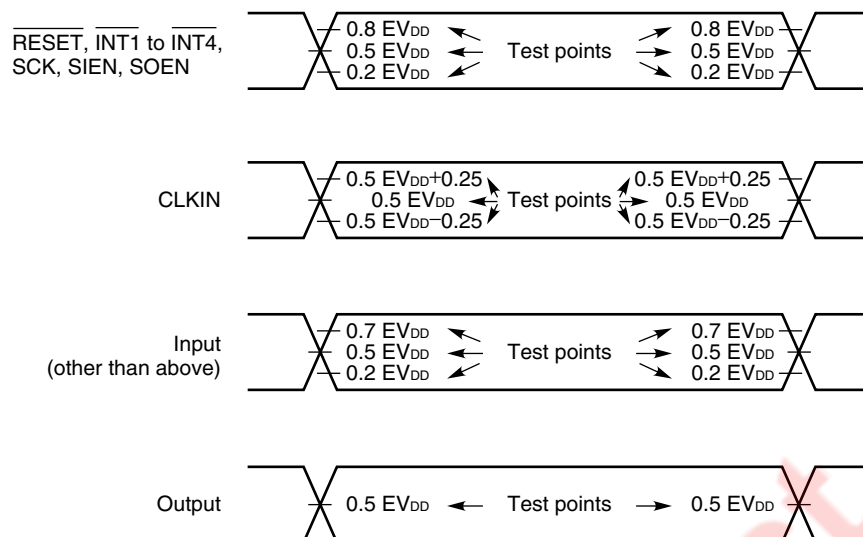 RESET, INT1 to INT4,
SCK, SIEN, SOEN
0.8 EVDD
0.5 EVDD
0.2 EVDD
Test points
0.8 EVDD
0.5 EVDD
0.2 EVDD
CLKIN
0.5 EVDD+0.25
0.5 EVDD
0.5 EVDD−0.25
Test points
0.5 EVDD+0.25
0.5 EVDD
0.5 EVDD−0.25
Input
(other than above)
0.7 EVDD
0.5 EVDD
0.2 EVDD
Test points
0.7 EVDD
0.5 EVDD
0.2 EVDD
Output
0.5 EVDD
Test points
0.5 EVDD